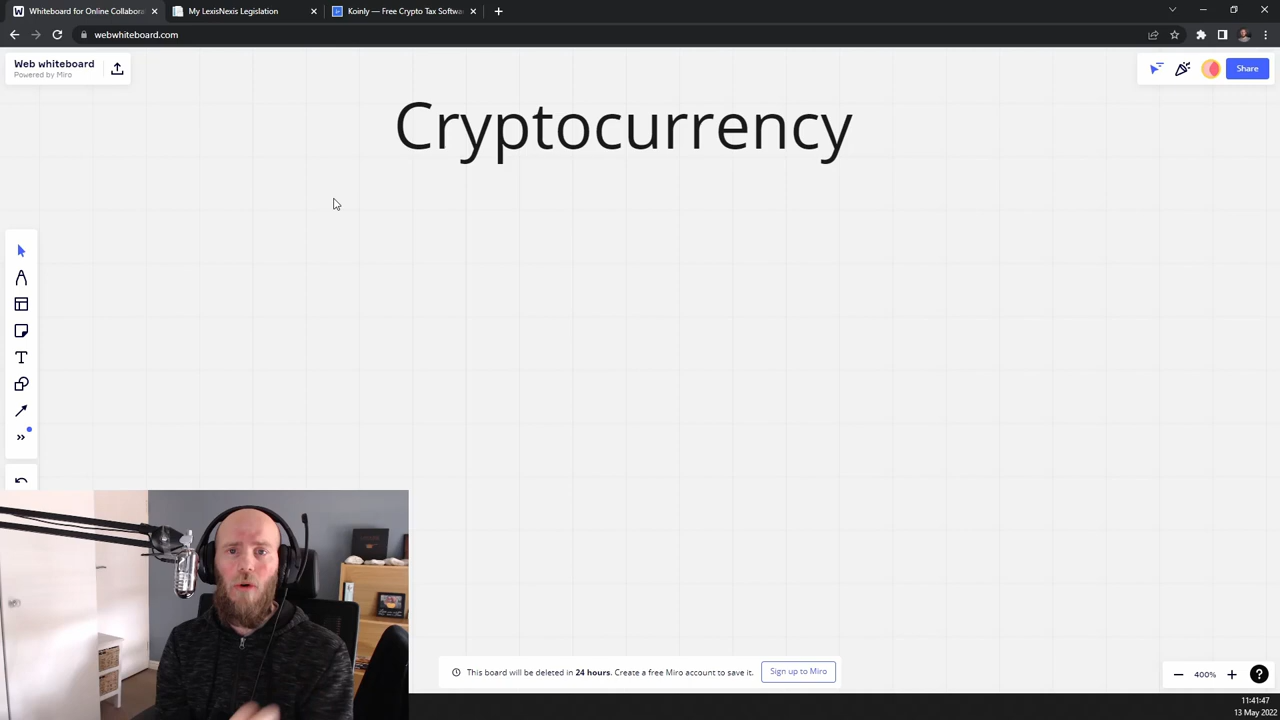 Whiteboard for Online Collabora
My LexisNexis Legislation
Koinly — Free Crypto Tax Softwa
webwhiteboard.com
Web whiteboard
Powered by Miro
Share
Cryptocurrency
This board will be deleted in 24 hours. Create a free Miro account to save it.
Sign up to Miro
400%
11:41:47
13 May 2022